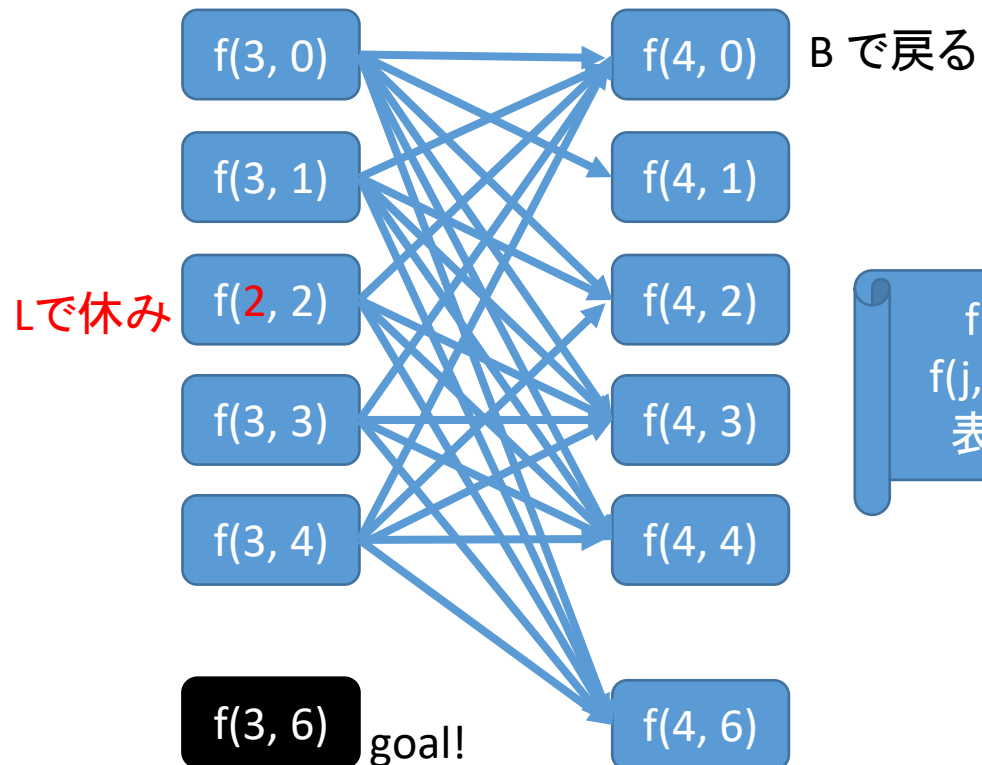 f(3, 0)
f(4, 0)
B で戻る
f(3, 1)
f(4, 1)
Lで休み
f(2, 2)
f(4, 2)
f
f(j,
表
f(3, 3)
f(4, 3)
f(3, 4)
f(4, 4)
f(3, 6)
goal!
f(4, 6)